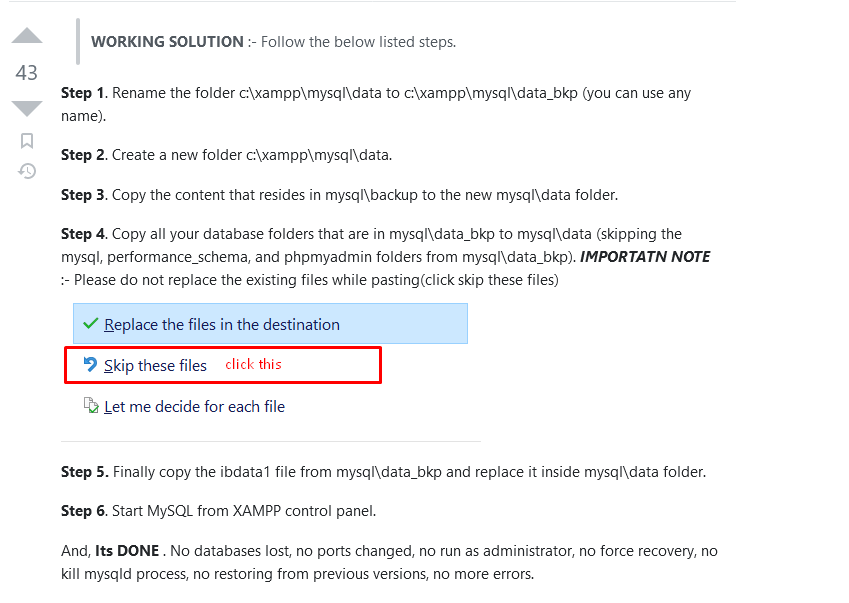 WORKING SOLUTION :- Follow the below listed steps.
43
Step 1. Rename the folder c:\xampp\mysql\data to c:\xampp\mysql\data_bkp (you can use any
name).
Step 2. Create a new folder c:\xampp\mysql\data.
Step 3. Copy the content that resides in mysql\backup to the new mysql\data folder.
Step 4. Copy all your database folders that are in mysql\data_bkp to mysql\data (skipping the
mysql, performance_schema, and phpmyadmin folders from mysql\data_bkp). IMPORTATN NOTE
:- Please do not replace the existing files while pasting(click skip these files)
Replace the files in the destination
Skip these files click this
Let me decide for each file
Step 5. Finally copy the ibdata1 file from mysql\data_bkp and replace it inside mysql\data folder.
Step 6. Start MySQL from XAMPP control panel.
And, Its DONE . No databases lost, no ports changed, no run as administrator, no force recovery, no
kill mysqld process, no restoring from previous versions, no more errors.